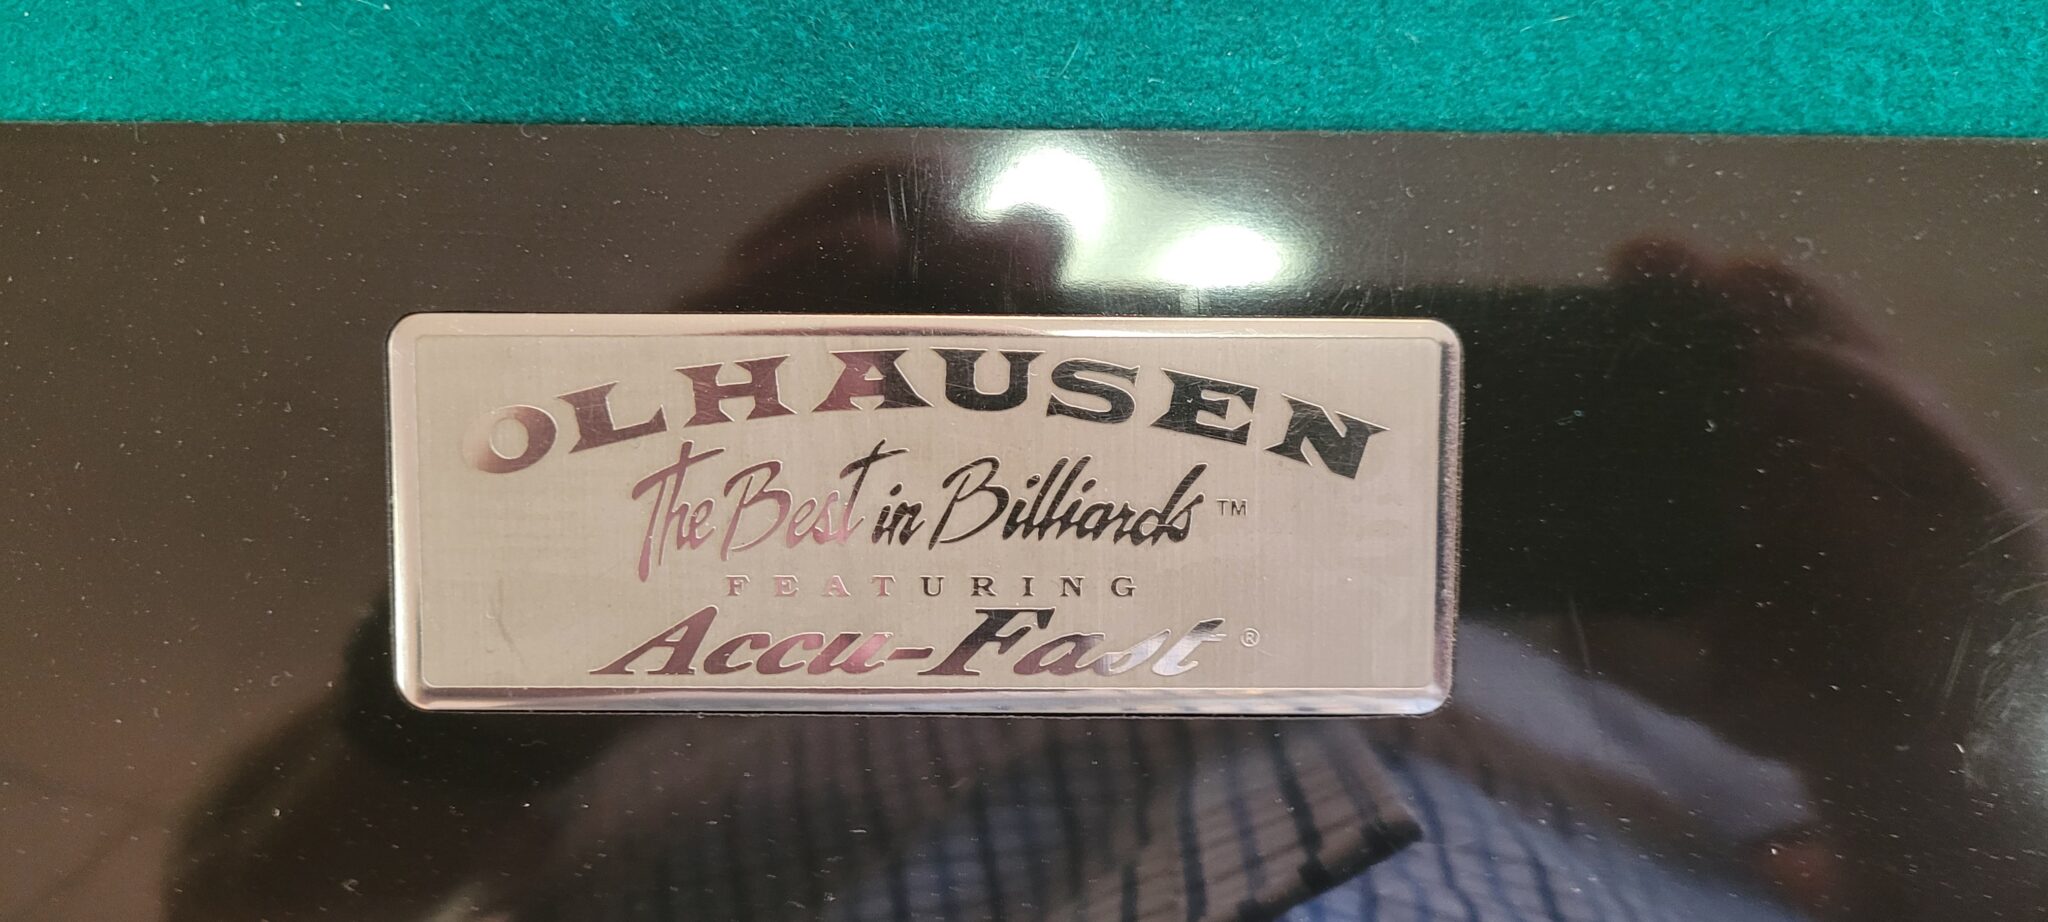 OLHAUSEN
The Best in Billiards™
FEATURING
Accu-Fast®